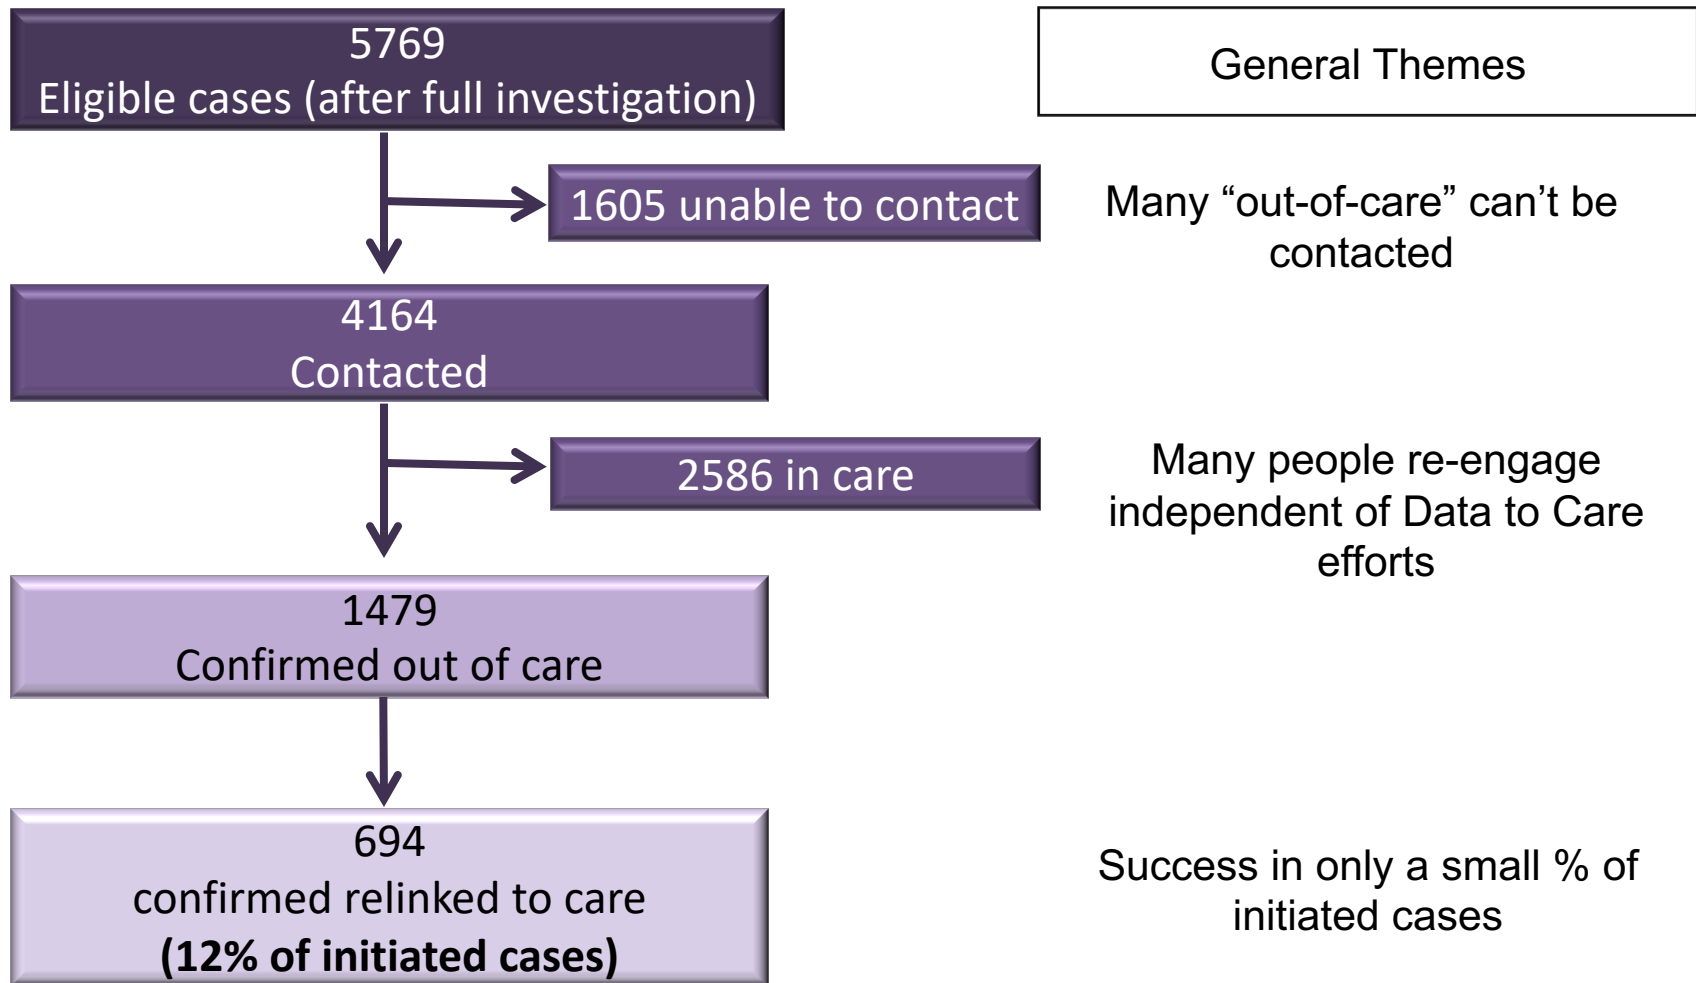 5769
Eligible cases (after full investigation)
General Themes
1605 unable to contact
Many “out-of-care” can’t be
contacted
4164
Contacted
2586 in care
Many people re-engage
independent of Data to Care
efforts
1479
Confirmed out of care
694
confirmed relinked to care
(12% of initiated cases)
Success in only a small % of
initiated cases